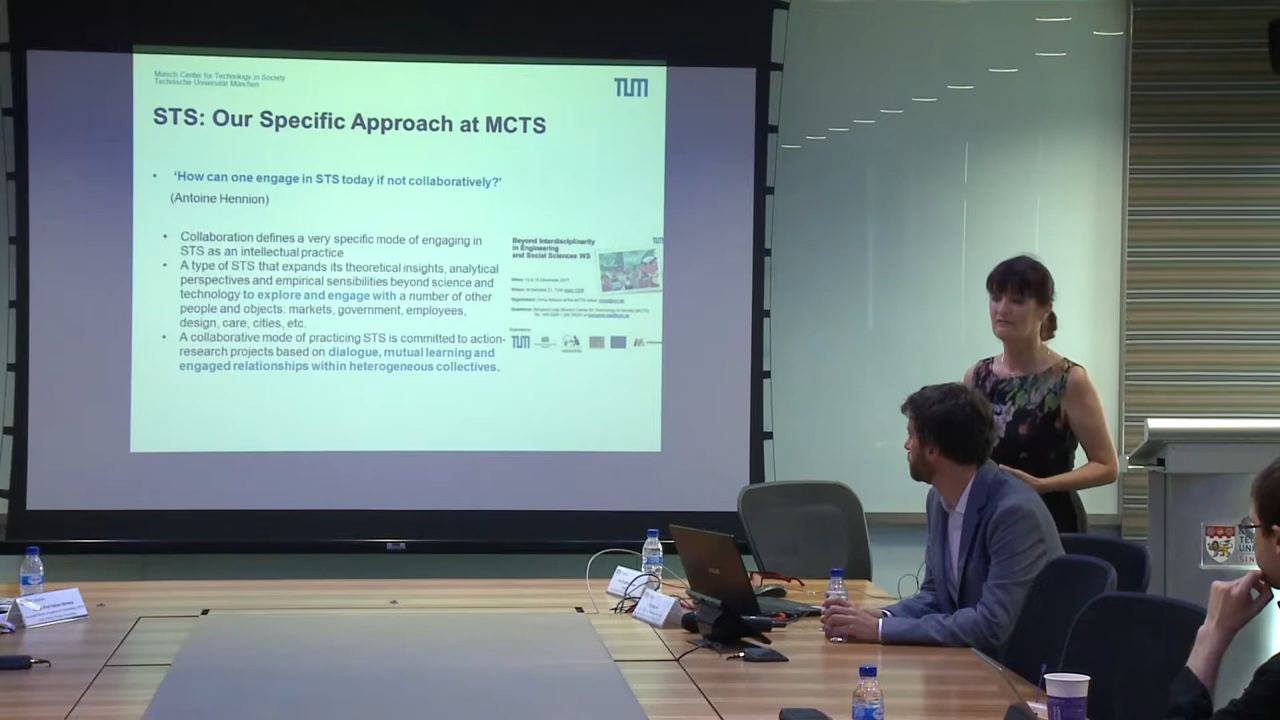 Munich Center for Technology in Society
Technische Universität München
TUM
STS: Our Specific Approach at MCTS
• 'How can one engage in STS today if not collaboratively?'
(Antoine Hennion)
• Collaboration defines a very specific mode of engaging in
STS as an intellectual practice
• A type of STS that expands its theoretical insights, analytical
perspectives and empirical sensibilities beyond science and
technology to explore and engage with a number of other
people and objects: markets, government, employees,
design, care, cities, etc.
• A collaborative mode of practicing STS is committed to action-
research projects based on dialogue, mutual learning and
engaged relationships within heterogeneous collectives.
Beyond Interdisciplinarity
in Engineering
and Social Sciences WS
TUM
TUM